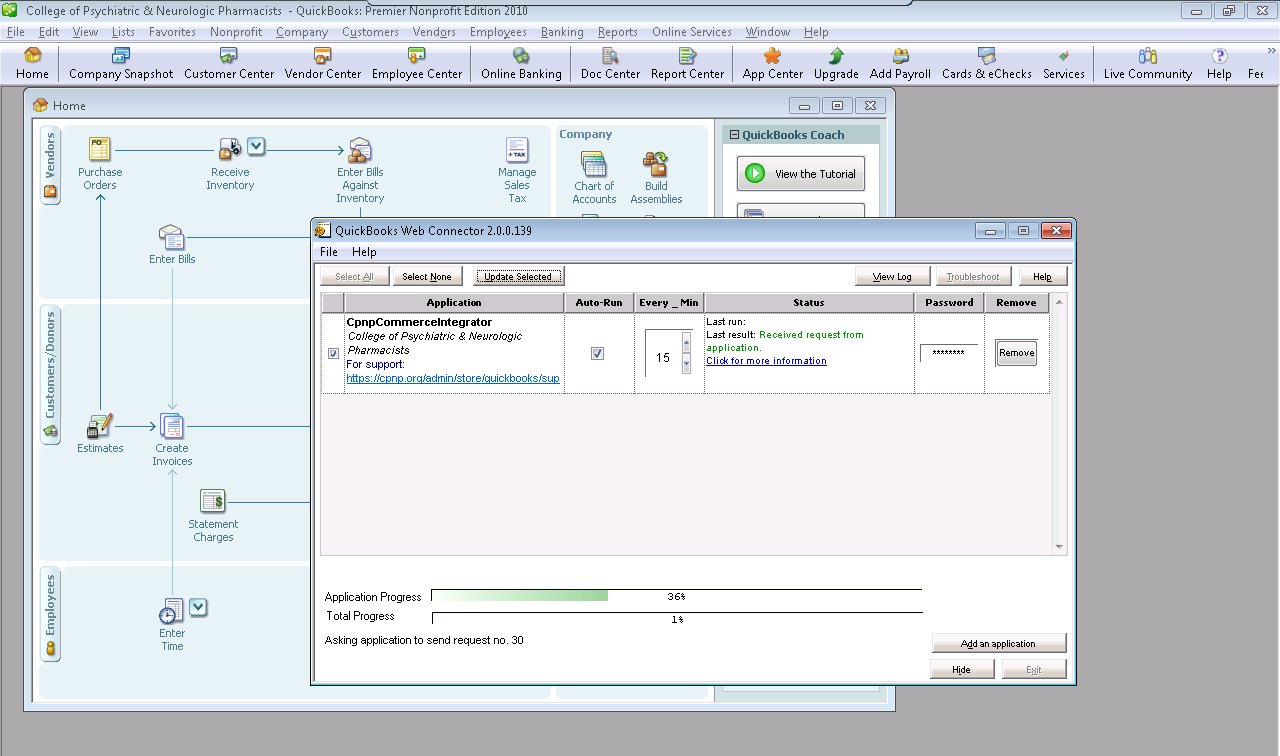 College of Psychiatric & Neurologic Pharmacists - QuickBooks: Premier Nonprofit Edition 2010
File Edit View Lists Favorites Nonprofit Company Customers Vendors Employees Banking Reports Online Services Window Help
Home Company Snapshot Customer Center Vendor Center Employee Center Online Banking Doc Center Report Center App Center Upgrade Add Payroll Cards & eChecks Services Live Community Help Fee
Home
Vendors
PO
Purchase
Orders
Receive
Inventory
Enter Bills
Against
Inventory
+ TAX
Manage
Sales
Tax
Enter Bills
Company
Chart of
Accounts
Build
Assemblies
QuickBooks Coach
View the Tutorial
Customers/Donors
Estimates
Create
Invoices
Statement
Charges
Employees
Enter
Time
QuickBooks Web Connector 2.0.0.139
File Help
Select All Select None Update Selected View Log Troubleshoot Help
Application Auto-Run Every _ Min Status Password Remove
CpnpCommerceIntegrator
College of Psychiatric & Neurologic
Pharmacists
For support:
https://cpnp.org/admin/store/quickbooks/sup
15
Last run:
Last result: Received request from
application.
Click for more information
********
Remove
Application Progress 36%
Total Progress 1%
Asking application to send request no. 30
Add an application
Hide Exit